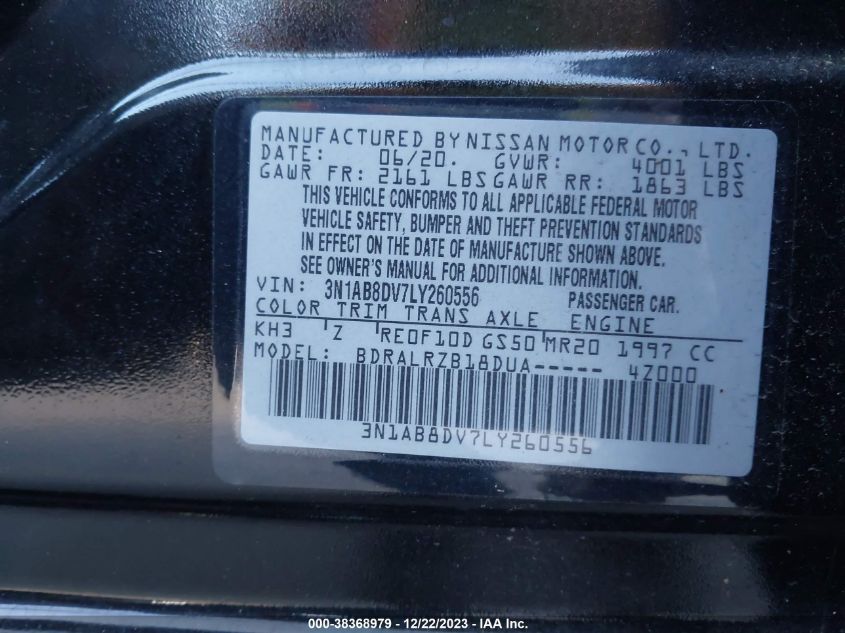 MANUFACTURED BY NISSAN MOTOR CO., LTD.
DATE: 06/20. GVWR: 4001 LBS
GAWR FR: 2161 LBS GAWR RR: 1863 LBS
THIS VEHICLE CONFORMS TO ALL APPLICABLE FEDERAL MOTOR
VEHICLE SAFETY, BUMPER AND THEFT PREVENTION STANDARDS
IN EFFECT ON THE DATE OF MANUFACTURE SHOWN ABOVE.
SEE OWNER'S MANUAL FOR ADDITIONAL INFORMATION.
VIN: 3N1AB8DV7LY260556 PASSENGER CAR.
COLOR TRIM TRANS AXLE ENGINE
KH3 'Z 'RE0F10D GS50'MR20 1997 CC
MODEL: BDRALRZB18DUA----- 4Z000
3N1AB8DV7LY260556
000-38368979 - 12/22/2023 - IAA Inc.